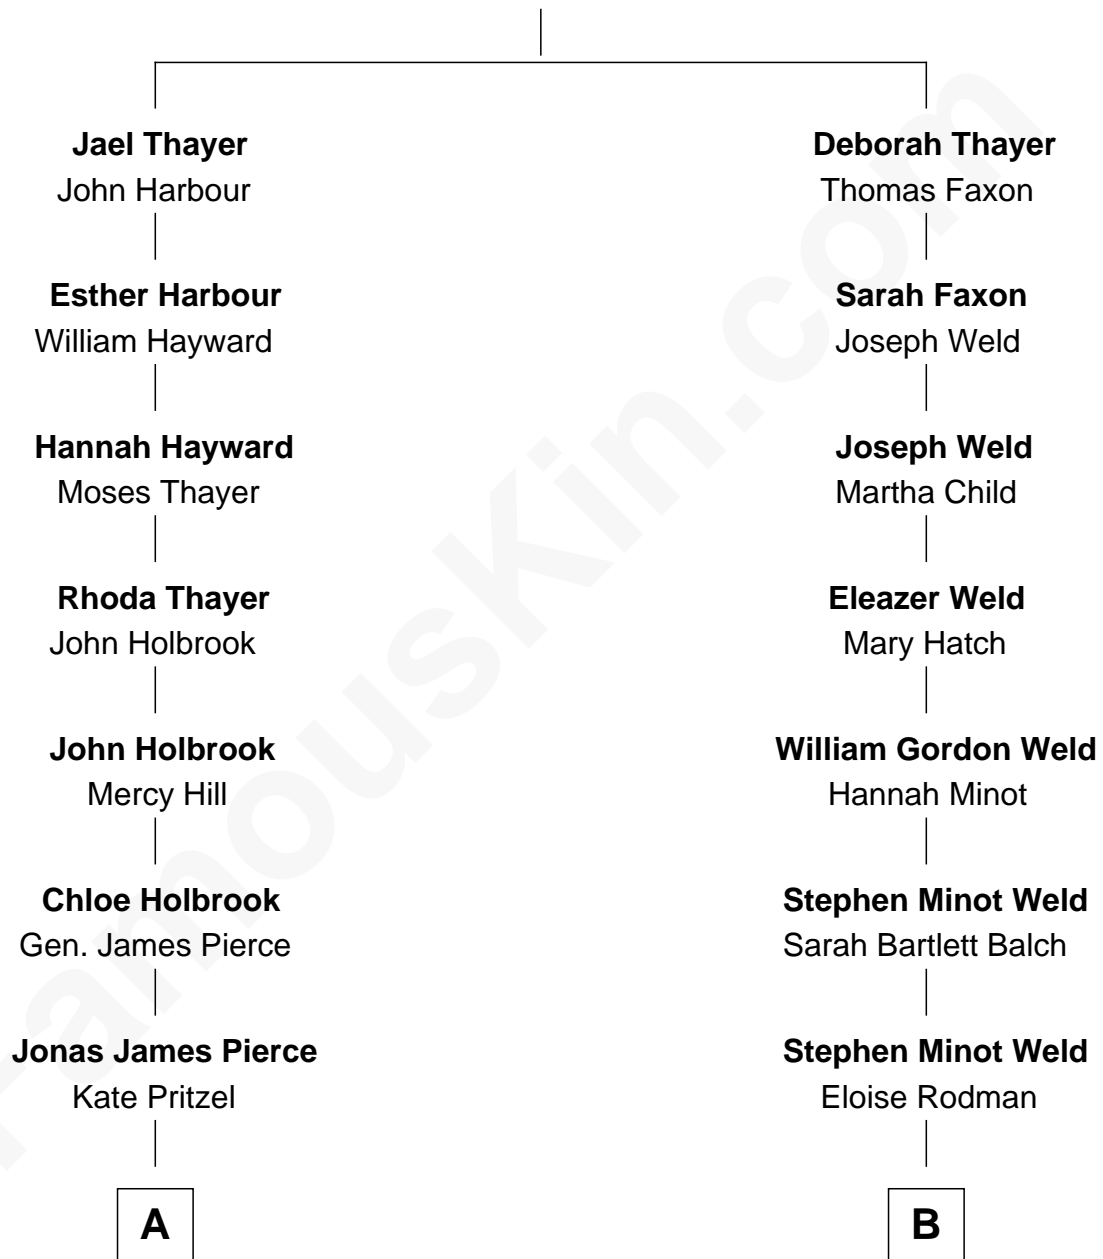 Jael Thayer
John Harbour
Esther Harbour
William Hayward
Hannah Hayward
Moses Thayer
Rhoda Thayer
John Holbrook
John Holbrook
Mercy Hill
Chloe Holbrook
Gen. James Pierce
Jonas James Pierce
Kate Pritzel
A
Deborah Thayer
Thomas Faxon
Sarah Faxon
Joseph Weld
Joseph Weld
Martha Child
Eleazer Weld
Mary Hatch
William Gordon Weld
Hannah Minot
Stephen Minot Weld
Sarah Bartlett Balch
Stephen Minot Weld
Eloise Rodman
B
FamousKin.com